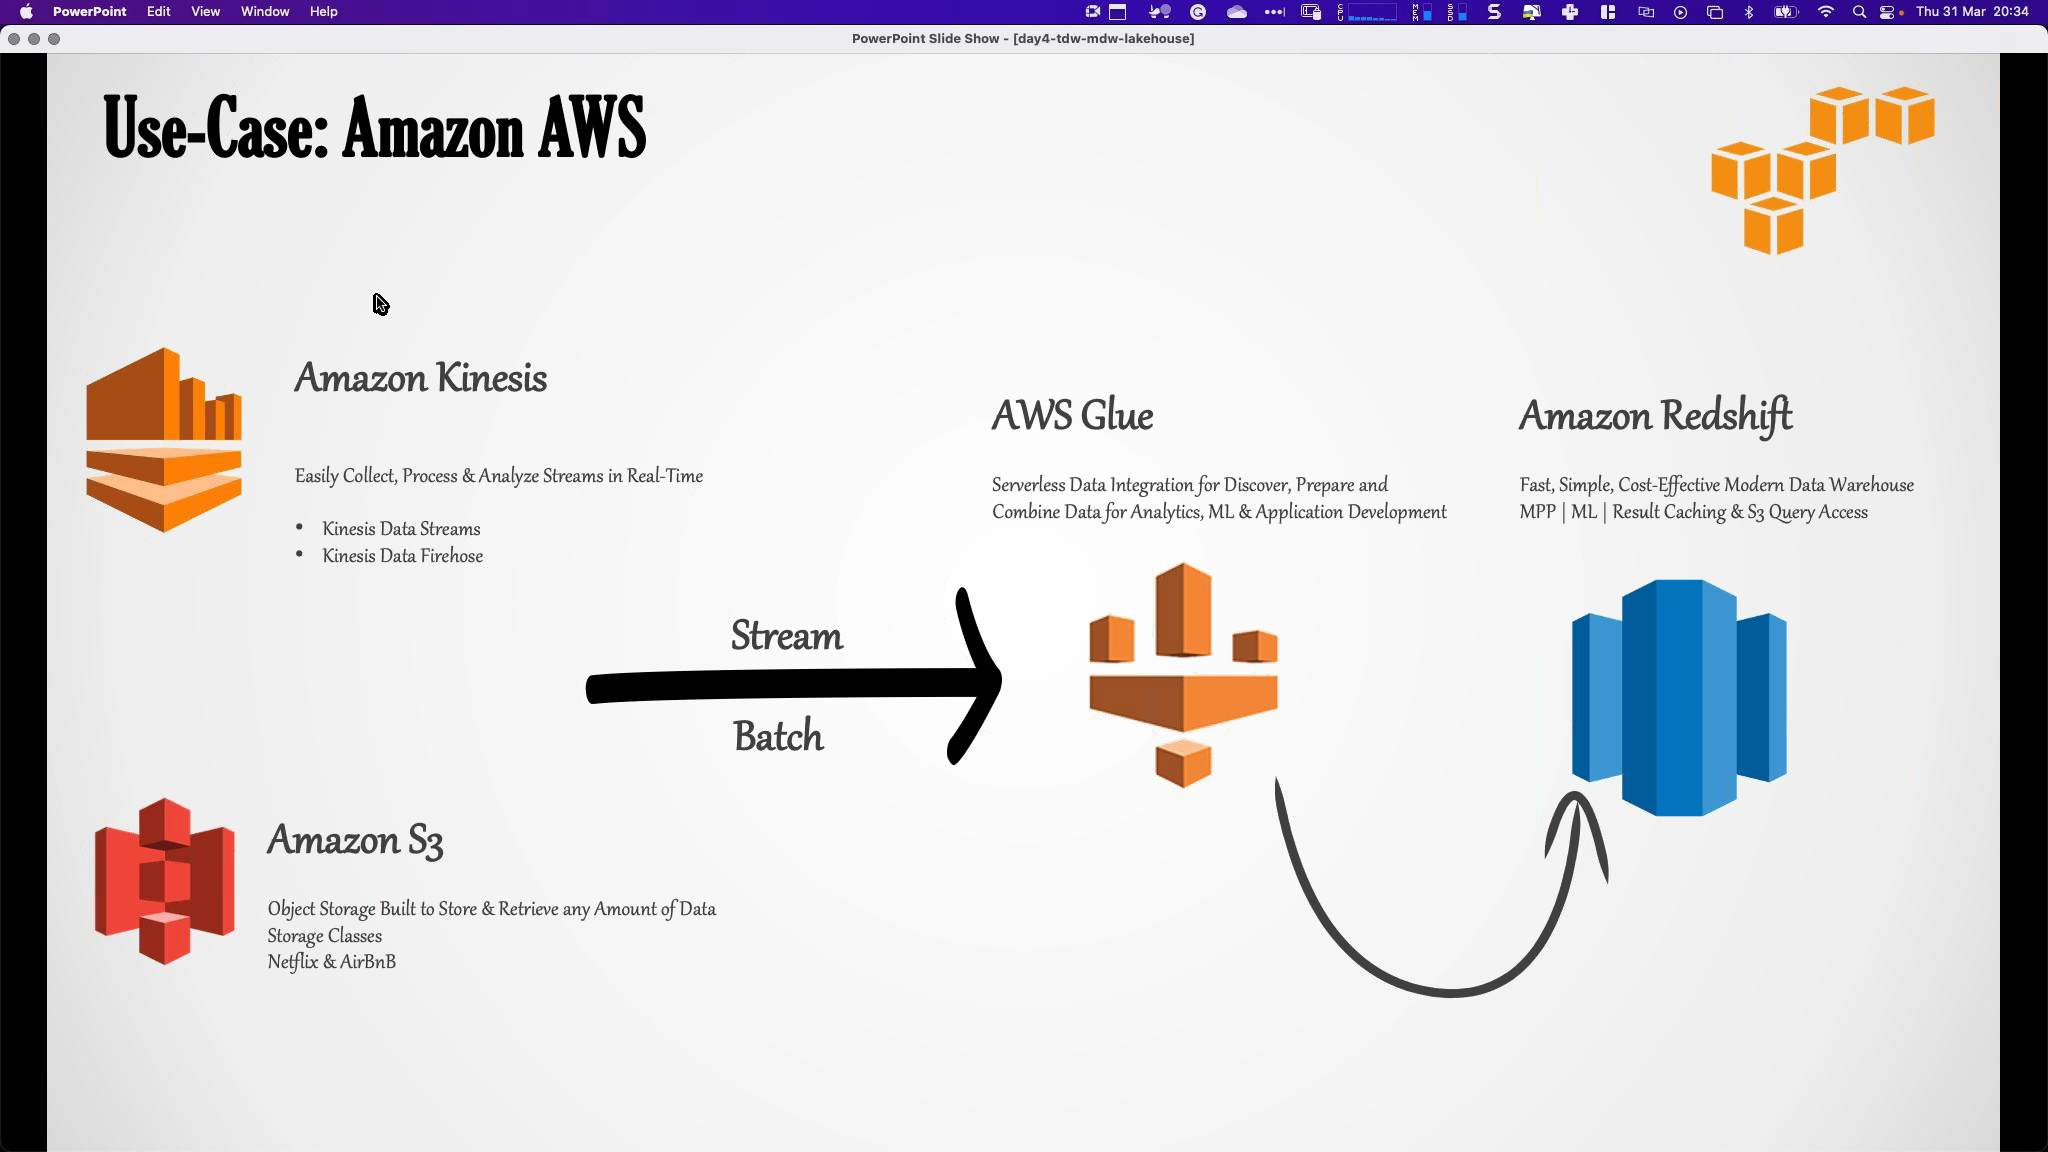 PowerPoint Edit View Window Help
Thu 31 Mar 20:34
PowerPoint Slide Show - [day4-tdw-mdw-lakehouse]
Use-Case: Amazon AWS
Amazon Kinesis
Easily Collect, Process & Analyze Streams in Real-Time
• Kinesis Data Streams
• Kinesis Data Firehose
AWS Glue
Serverless Data Integration for Discover, Prepare and
Combine Data for Analytics, ML & Application Development
Amazon Redshift
Fast, Simple, Cost-Effective Modern Data Warehouse
MPP | ML | Result Caching & S3 Query Access
Stream
Batch
Amazon S3
Object Storage Built to Store & Retrieve any Amount of Data
Storage Classes
Netflix & AirBnB